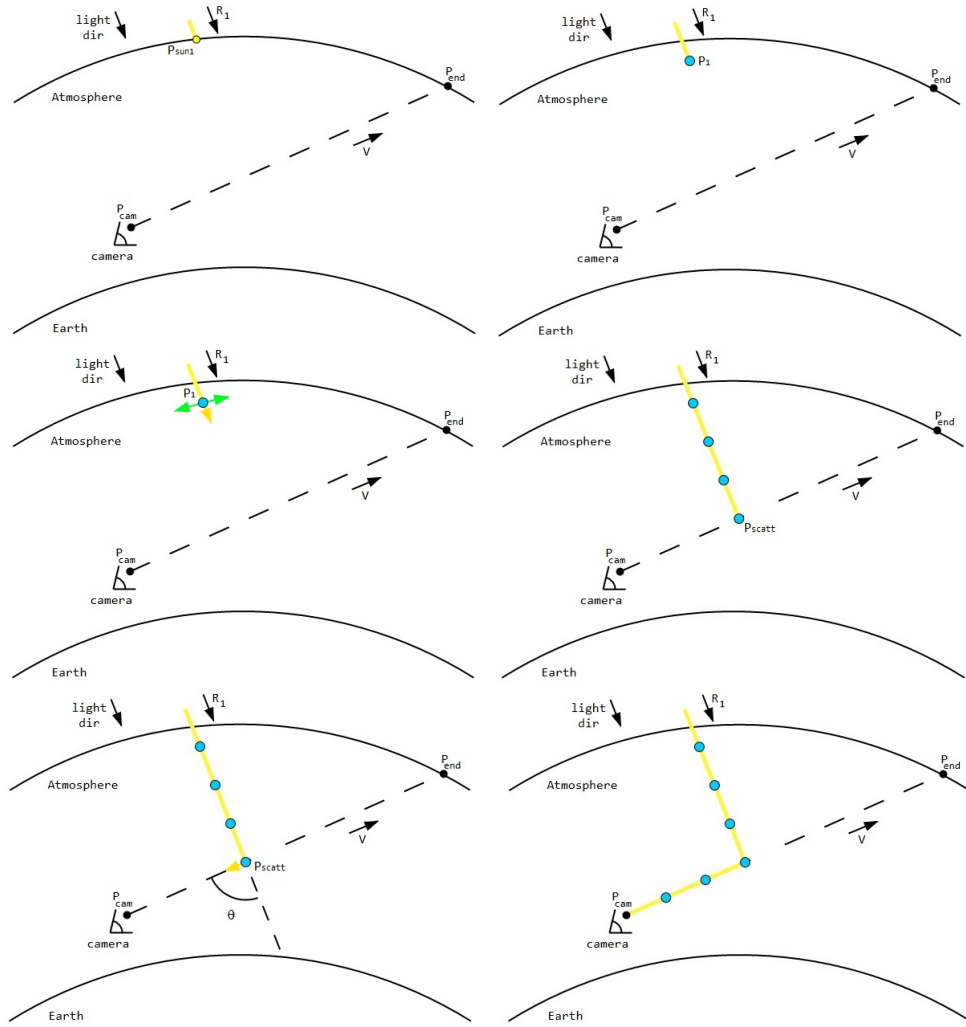 light
dir
R1
Psun1
Pend
Atmosphere
V
Pcam
camera
Earth
light
dir
R1
P1
Pend
Atmosphere
V
Pcam
camera
Earth
light
dir
R1
P1
Pend
Atmosphere
V
Pcam
camera
Earth
light
dir
R1
Pend
Atmosphere
V
Pscatt
Pcam
camera
Earth
light
dir
R1
Pend
Atmosphere
V
Pscatt
Pcam
θ
camera
Earth
light
dir
R1
Pend
Atmosphere
V
Pcam
camera
Earth